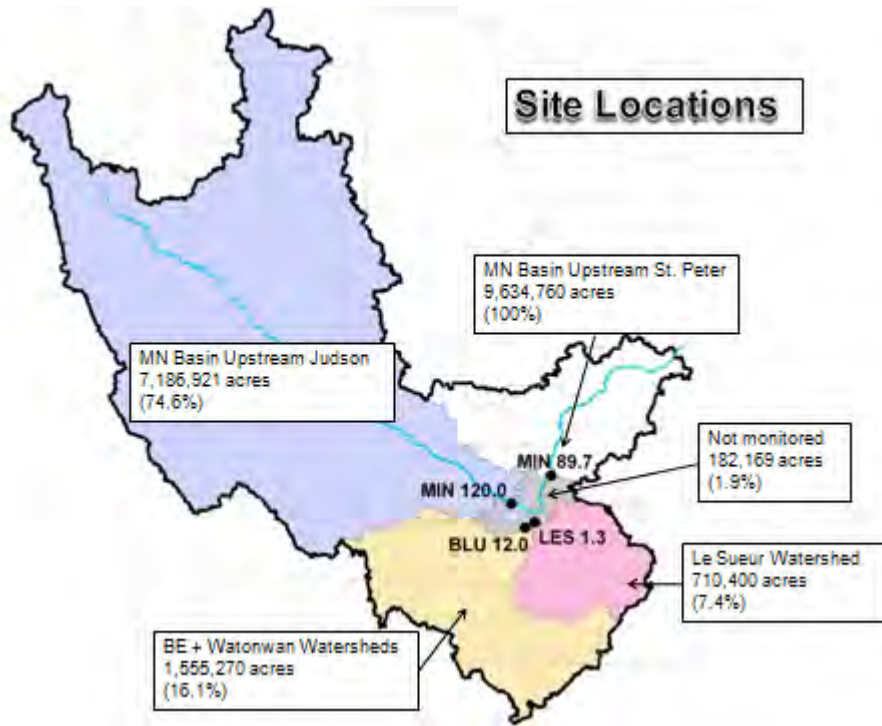 Site Locations
MN Basin Upstream St. Peter
9,634,760 acres
(100%)
MN Basin Upstream Judson
7,186,921 acres
(74.6%)
Not monitored
182,169 acres
(1.9%)
MIN 89.7
MIN 120.0
BLU 12.0
LES 1.3
Le Sueur Watershed
710,400 acres
(7.4%)
BE + Watonwan Watersheds
1,555,270 acres
(16.1%)